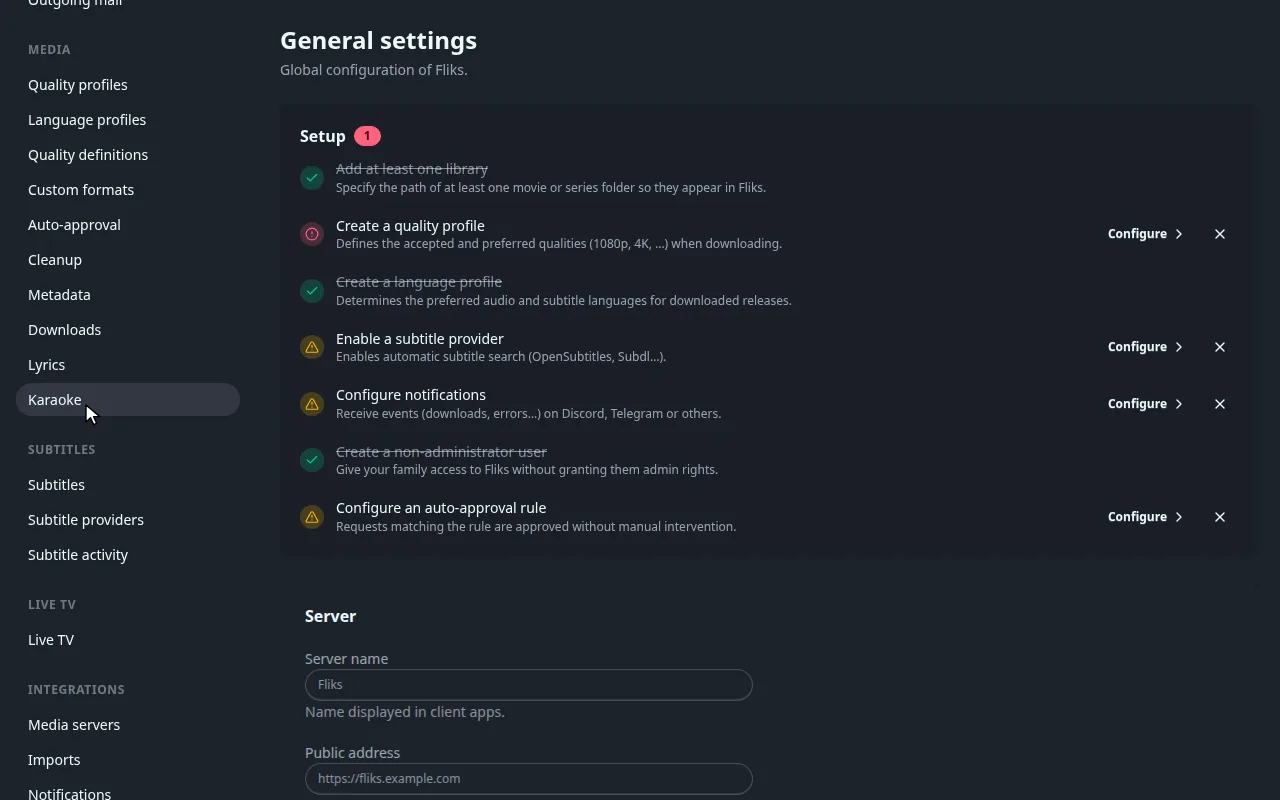 Outgoing mail
MEDIA
Quality profiles
Language profiles
Quality definitions
Custom formats
Auto-approval
Cleanup
Metadata
Downloads
Lyrics
Karaoke
SUBTITLES
Subtitles
Subtitle providers
Subtitle activity
LIVE TV
Live TV
INTEGRATIONS
Media servers
Imports
Notifications
General settings
Global configuration of Fliks.
Setup 1
Add at least one library
Specify the path of at least one movie or series folder so they appear in Fliks.
Create a quality profile
Defines the accepted and preferred qualities (1080p, 4K, …) when downloading.
Configure
Create a language profile
Determines the preferred audio and subtitle languages for downloaded releases.
Enable a subtitle provider
Enables automatic subtitle search (OpenSubtitles, Subdl…).
Configure
Configure notifications
Receive events (downloads, errors…) on Discord, Telegram or others.
Configure
Create a non-administrator user
Give your family access to Fliks without granting them admin rights.
Configure an auto-approval rule
Requests matching the rule are approved without manual intervention.
Configure
Server
Server name
Fliks
Name displayed in client apps.
Public address
https://fliks.example.com